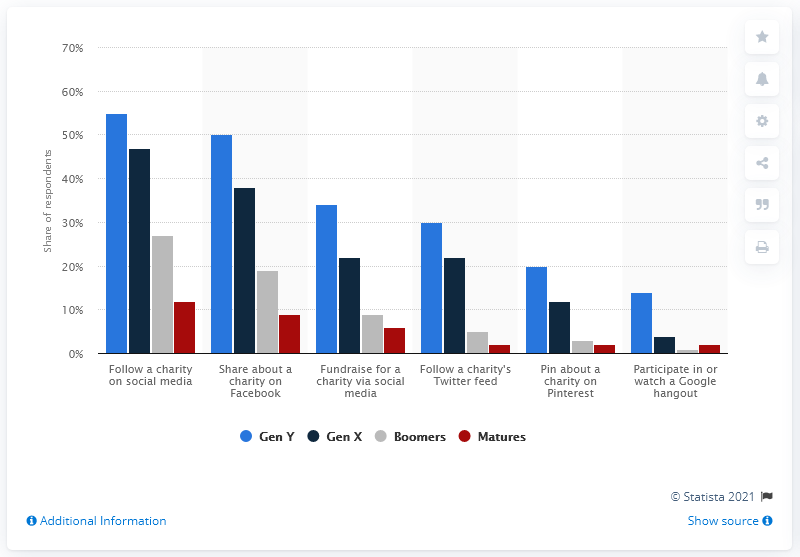 70%
60%
50%
40%
30%
20%
10%
0%
Share of respondents
Follow a charity
on social media
Share about a
charity on
Facebook
Fundraise for a
charity via social
media
Follow a charity's
Twitter feed
Pin about a
charity on
Pinterest
Participate in or
watch a Google
hangout
Gen Y
Gen X
Boomers
Matures
© Statista 2021
Additional Information
Show source